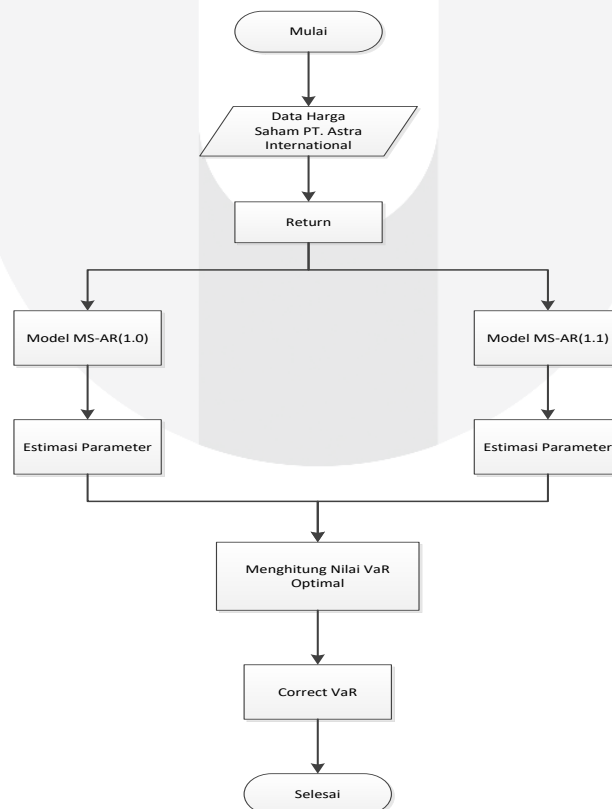 Mulai
Data Harga
Saham PT. Astra
International
Return
Model MS-AR(1.0)
Model MS-AR(1.1)
Estimasi Parameter
Estimasi Parameter
Menghitung Nilai VaR
Optimal
Correct VaR
Selesai